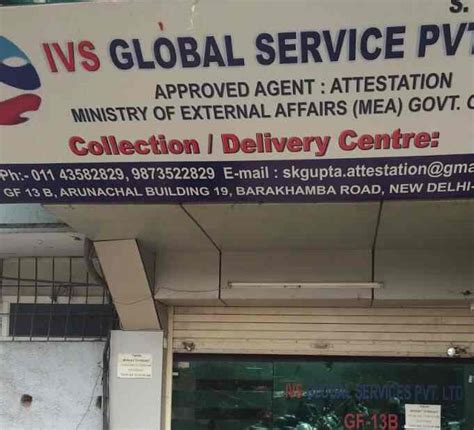 S.
IVS GLOBAL SERVICE PVT
APPROVED AGENT : ATTESTATION
MINISTRY OF EXTERNAL AFFAIRS (MEA) GOVT. O
Collection / Delivery Centre:
Ph:- 011 43582829, 9873522829 E-mail : skgupta.attestation@gma
GF 13 B, ARUNACHAL BUILDING 19, BARAKHAMBA ROAD, NEW DELHI-
IVS GLOBAL SERVICES PVT. LTD
GF-13B